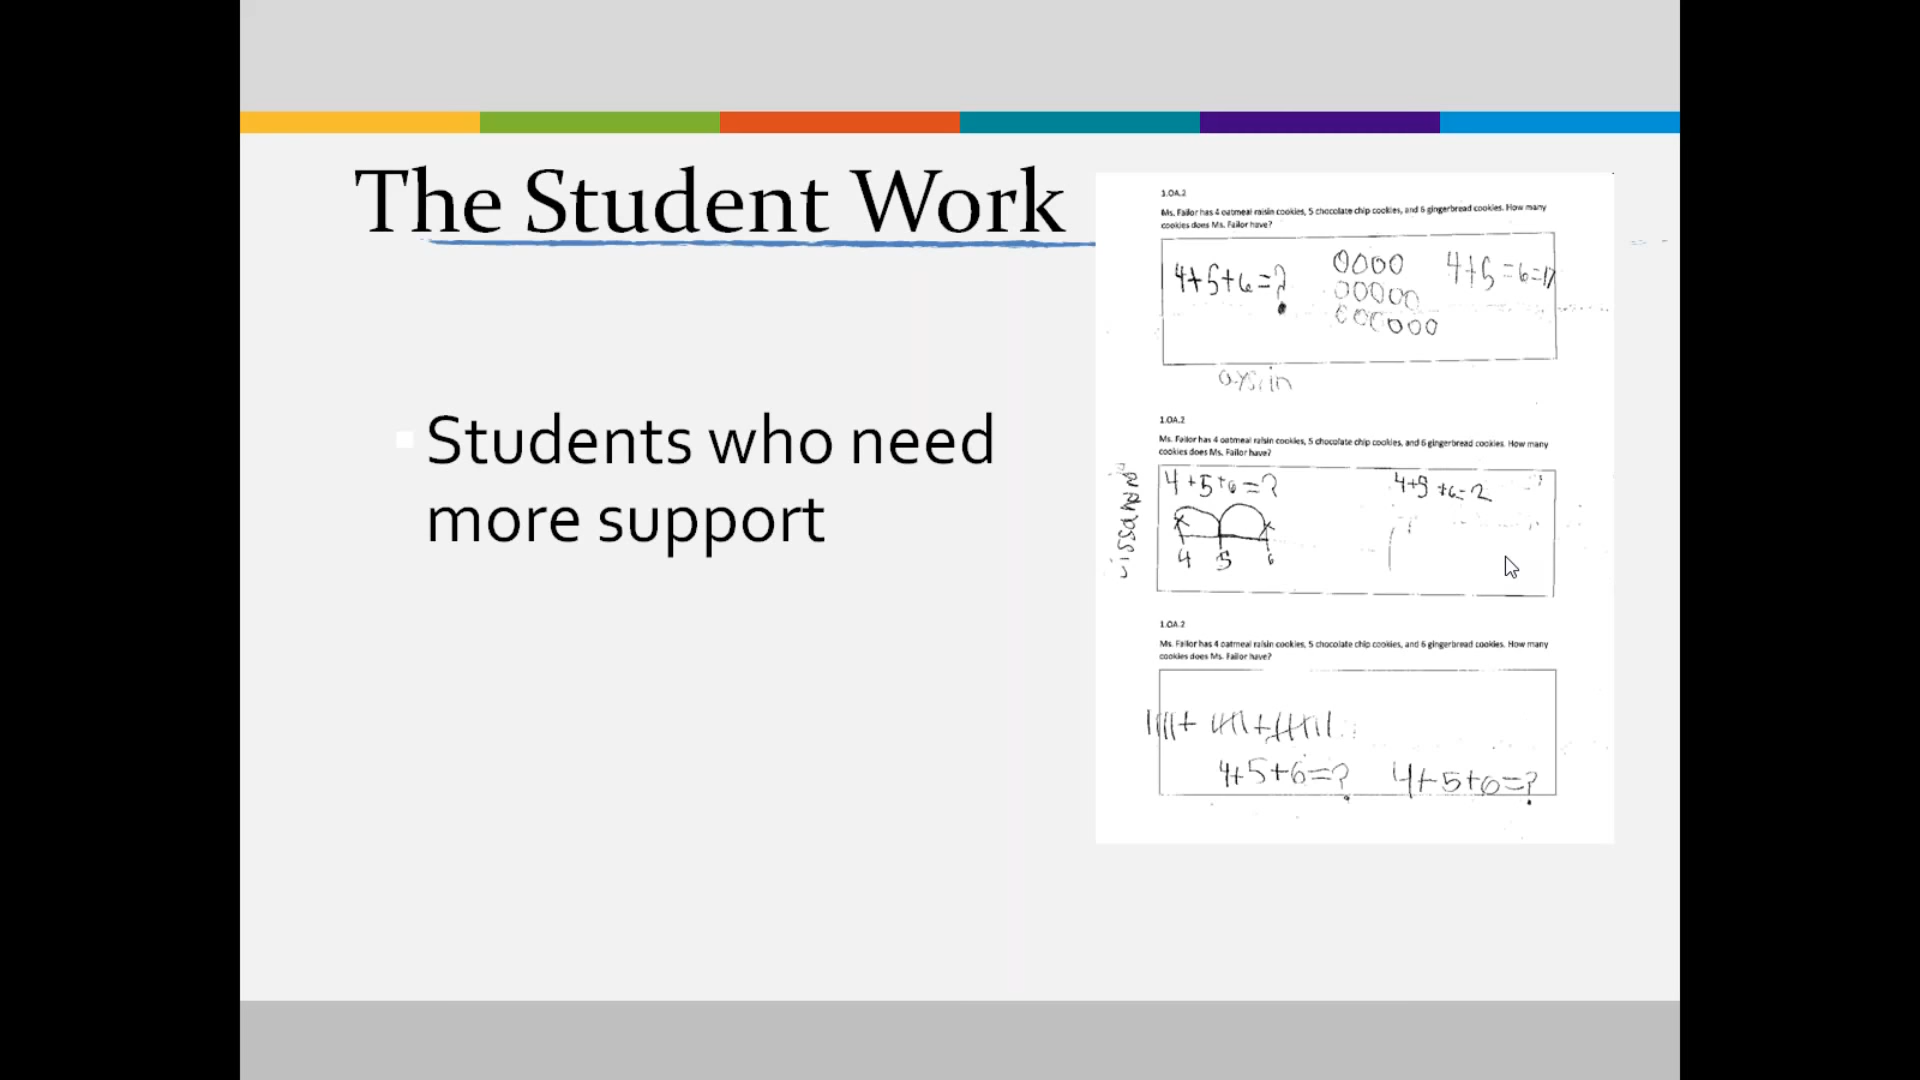 The Student Work
Students who need
more support
1.OA.2
Ms. Failor has 4 oatmeal raisin cookies, 5 chocolate chip cookies, and 6 gingerbread cookies. How many
cookies does Ms. Failor have?
4+5+6=?
4+5=6=17
1.OA.2
Ms. Failor has 4 oatmeal raisin cookies, 5 chocolate chip cookies, and 6 gingerbread cookies. How many
cookies does Ms. Failor have?
4+5+6=?
4+5+6=2
4 5 6
1.OA.2
Ms. Failor has 4 oatmeal raisin cookies, 5 chocolate chip cookies, and 6 gingerbread cookies. How many
cookies does Ms. Failor have?
4+5+6=?
4+5+6=?